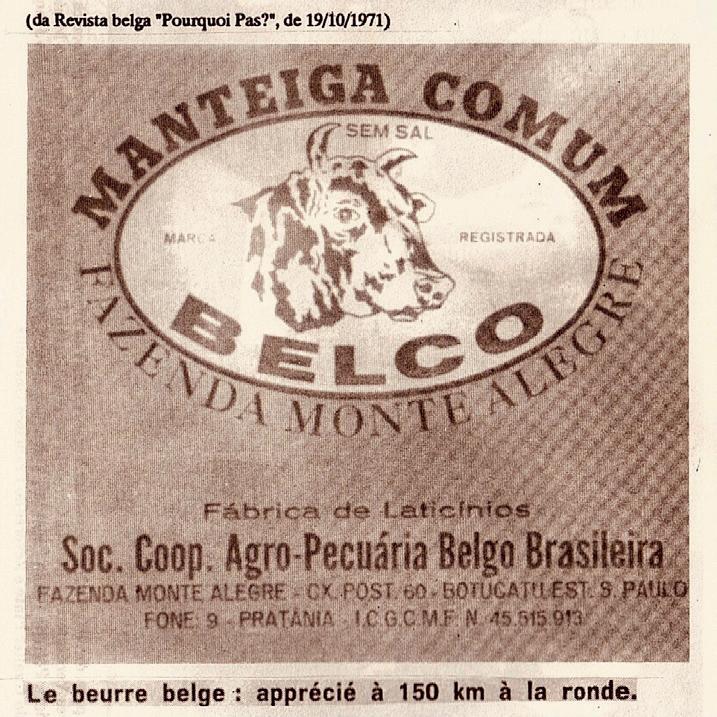 (da Revista belga "Pourquoi Pas?", de 19/10/1971)
MANTEIGA COMUM
SEM SAL
MARCA REGISTRADA
BELCO
FAZENDA MONTE ALEGRE
Fábrica de Laticínios
Soc. Coop. Agro-Pecuária Belgo Brasileira
FAZENDA MONTE ALEGRE - CX. POST. 60 - BOTUCATU EST. S. PAULO
FONE: 9 - PRATÂNIA - I.C.G.C.M.F. N. 45.515.913
Le beurre belge : apprécié à 150 km à la ronde.